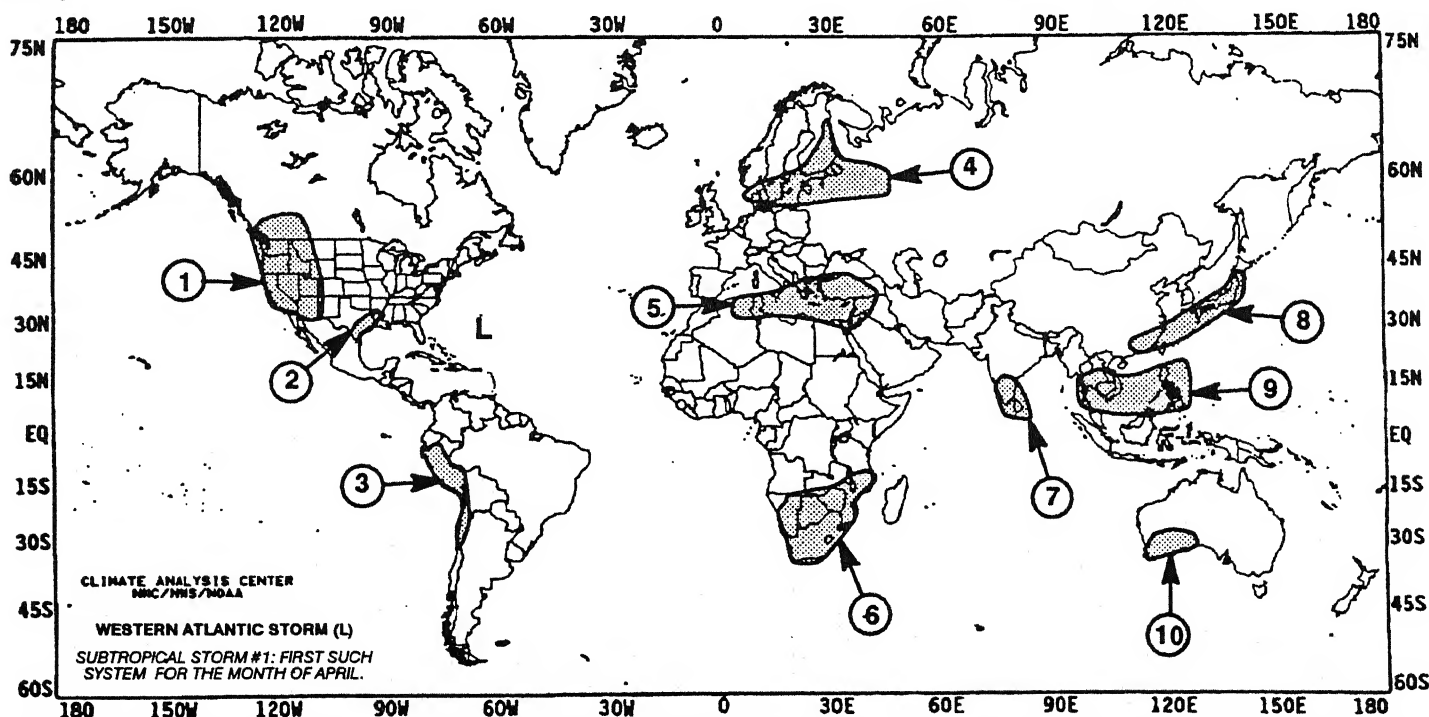 180 150W 120W 90W 60W 30W 0 30E 60E 90E 120E 150E 180
75N 75N
60N 4 60N
45N 45N
1
5
30N L 8 30N
2
15N 9 15N
EQ EQ
3
7
15S 15S
30S 30S
CLIMATE ANALYSIS CENTER
NMC/NWS/NOAA
6
45S 10 45S
WESTERN ATLANTIC STORM (L)
SUBTROPICAL STORM #1: FIRST SUCH
SYSTEM FOR THE MONTH OF APRIL.
60S 60S
180 150W 120W 90W 60W 30W 0 30E 60E 90E 120E 150E 180